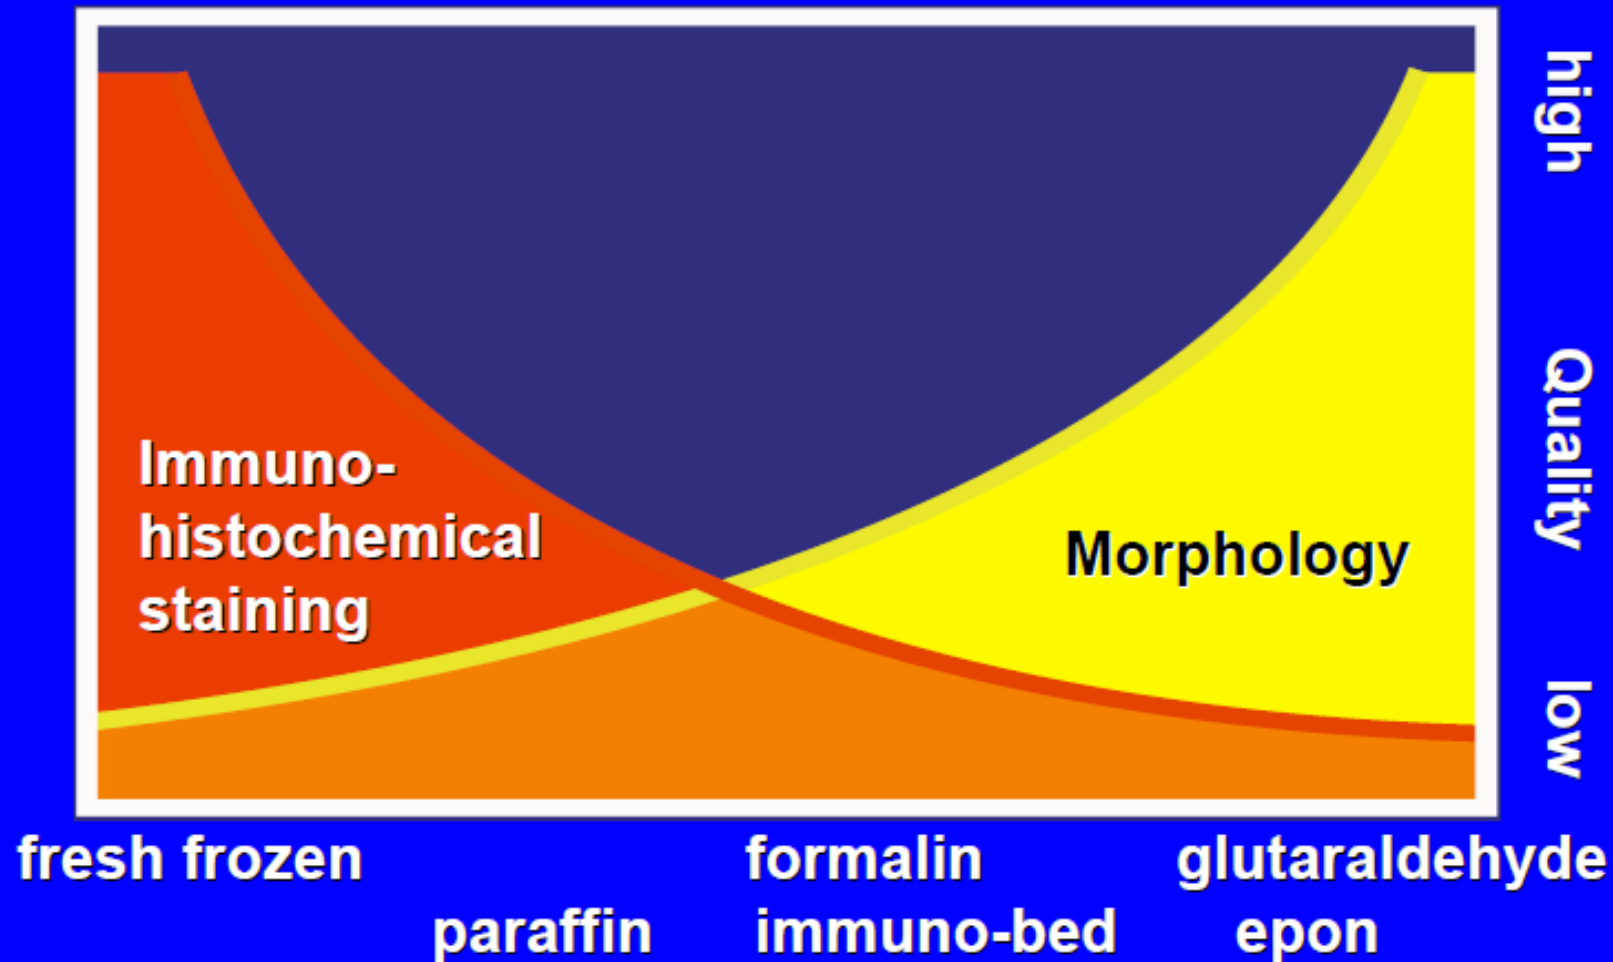 high
Immuno-
histochemical
staining
Quality
Morphology
low
fresh frozen
formalin
glutaraldehyde
paraffin
immuno-bed
epon